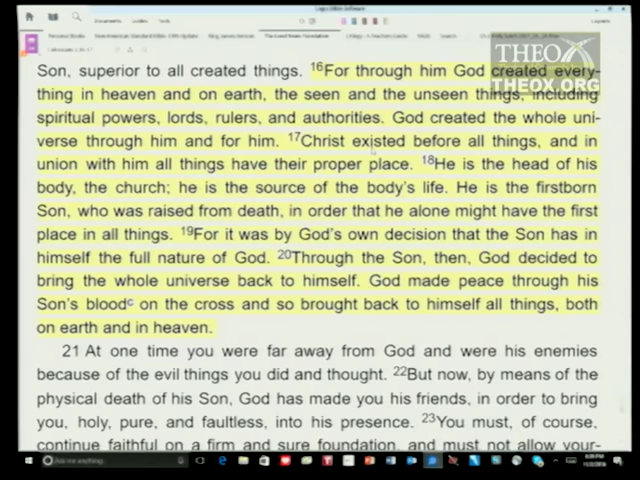 Logos Bible Software
Documents Guides Tools
Layouts
THEOX
THEOX.ORG
Son, superior to all created things. 16For through him God created every-
thing in heaven and on earth, the seen and the unseen things, including
spiritual powers, lords, rulers, and authorities. God created the whole uni-
verse through him and for him. 17Christ existed before all things, and in
union with him all things have their proper place. 18He is the head of his
body, the church; he is the source of the body's life. He is the firstborn
Son, who was raised from death, in order that he alone might have the first
place in all things. 19For it was by God's own decision that the Son has in
himself the full nature of God. 20Through the Son, then, God decided to
bring the whole universe back to himself. God made peace through his
Son's bloodc on the cross and so brought back to himself all things, both
on earth and in heaven.
21 At one time you were far away from God and were his enemies
because of the evil things you did and thought. 22But now, by means of the
physical death of his Son, God has made you his friends, in order to bring
you, holy, pure, and faultless, into his presence. 23You must, of course,
continue faithful on a firm and sure foundation, and must not allow your-
Ask me anything